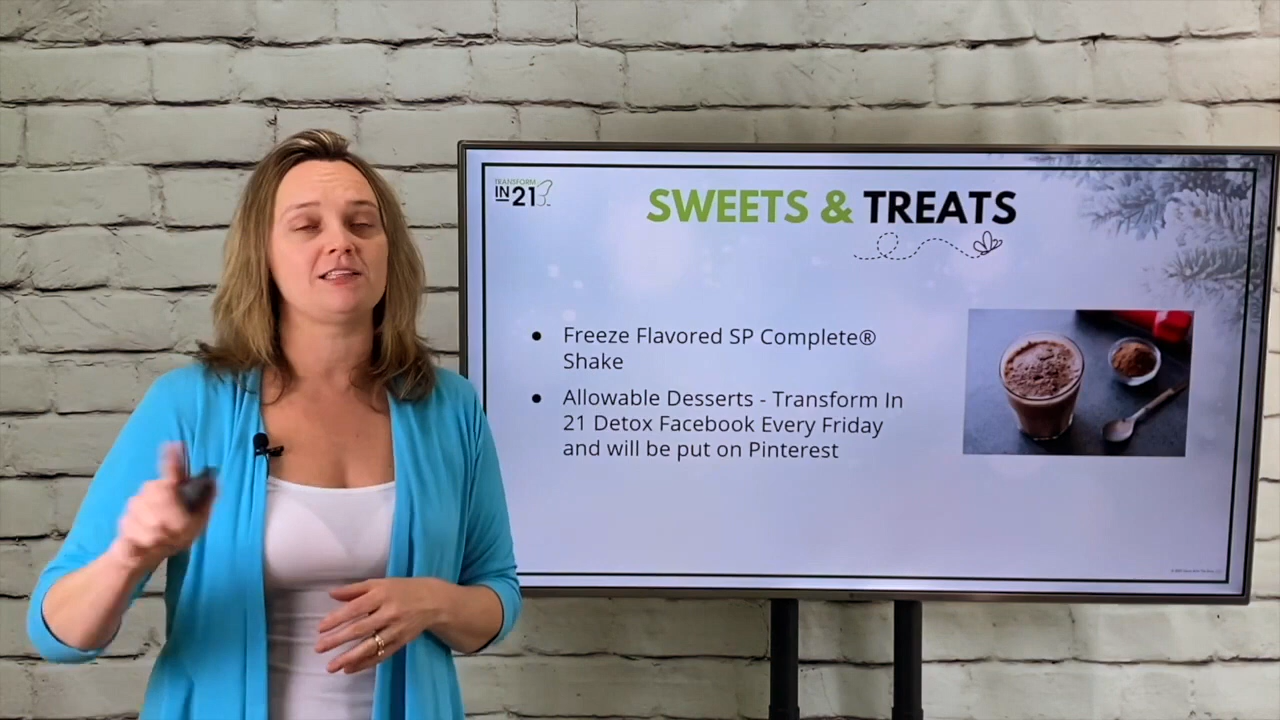 TRANSFORM
IN 21
SWEETS & TREATS
● Freeze Flavored SP Complete®
Shake
● Allowable Desserts - Transform In
21 Detox Facebook Every Friday
and will be put on Pinterest